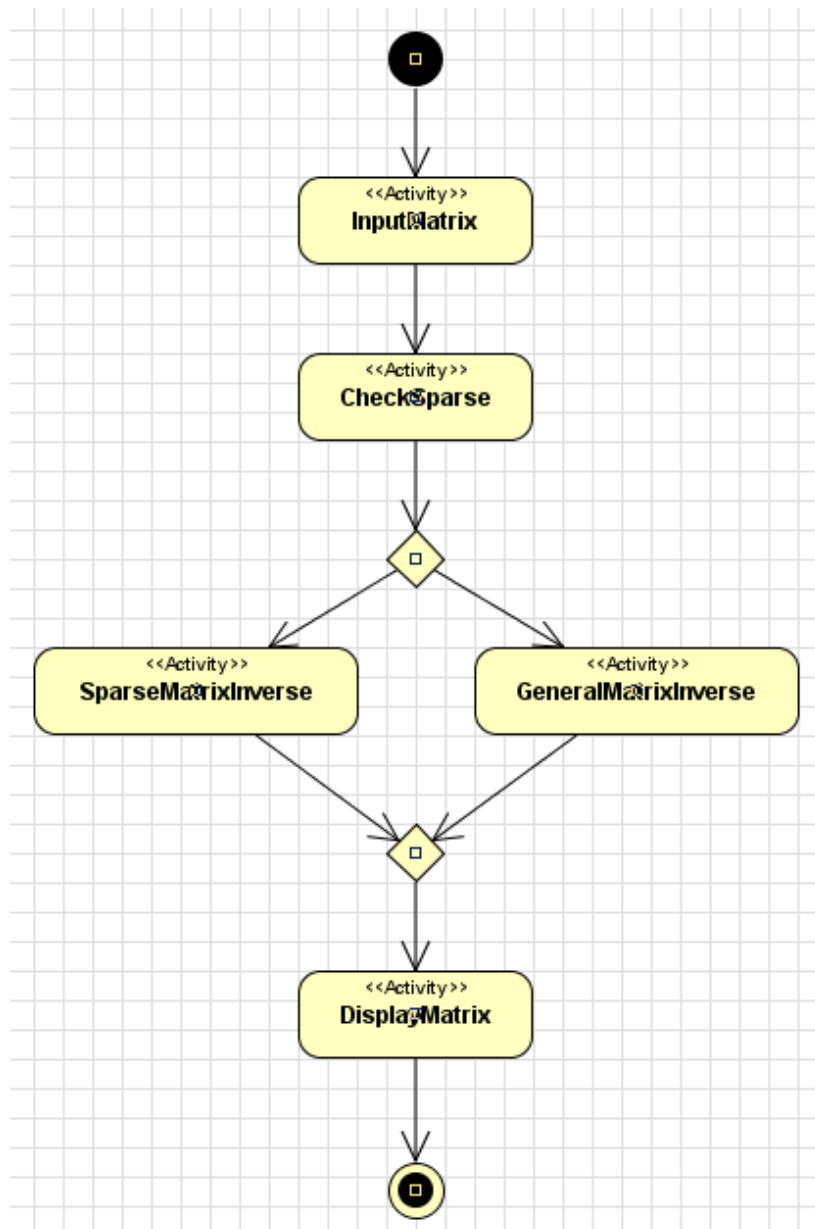 <<Activity>>
InputMatrix
<<Activity>>
CheckSparse
<<Activity>>
SparseMatrixInverse
<<Activity>>
GeneralMatrixInverse
<<Activity>>
DisplayMatrix